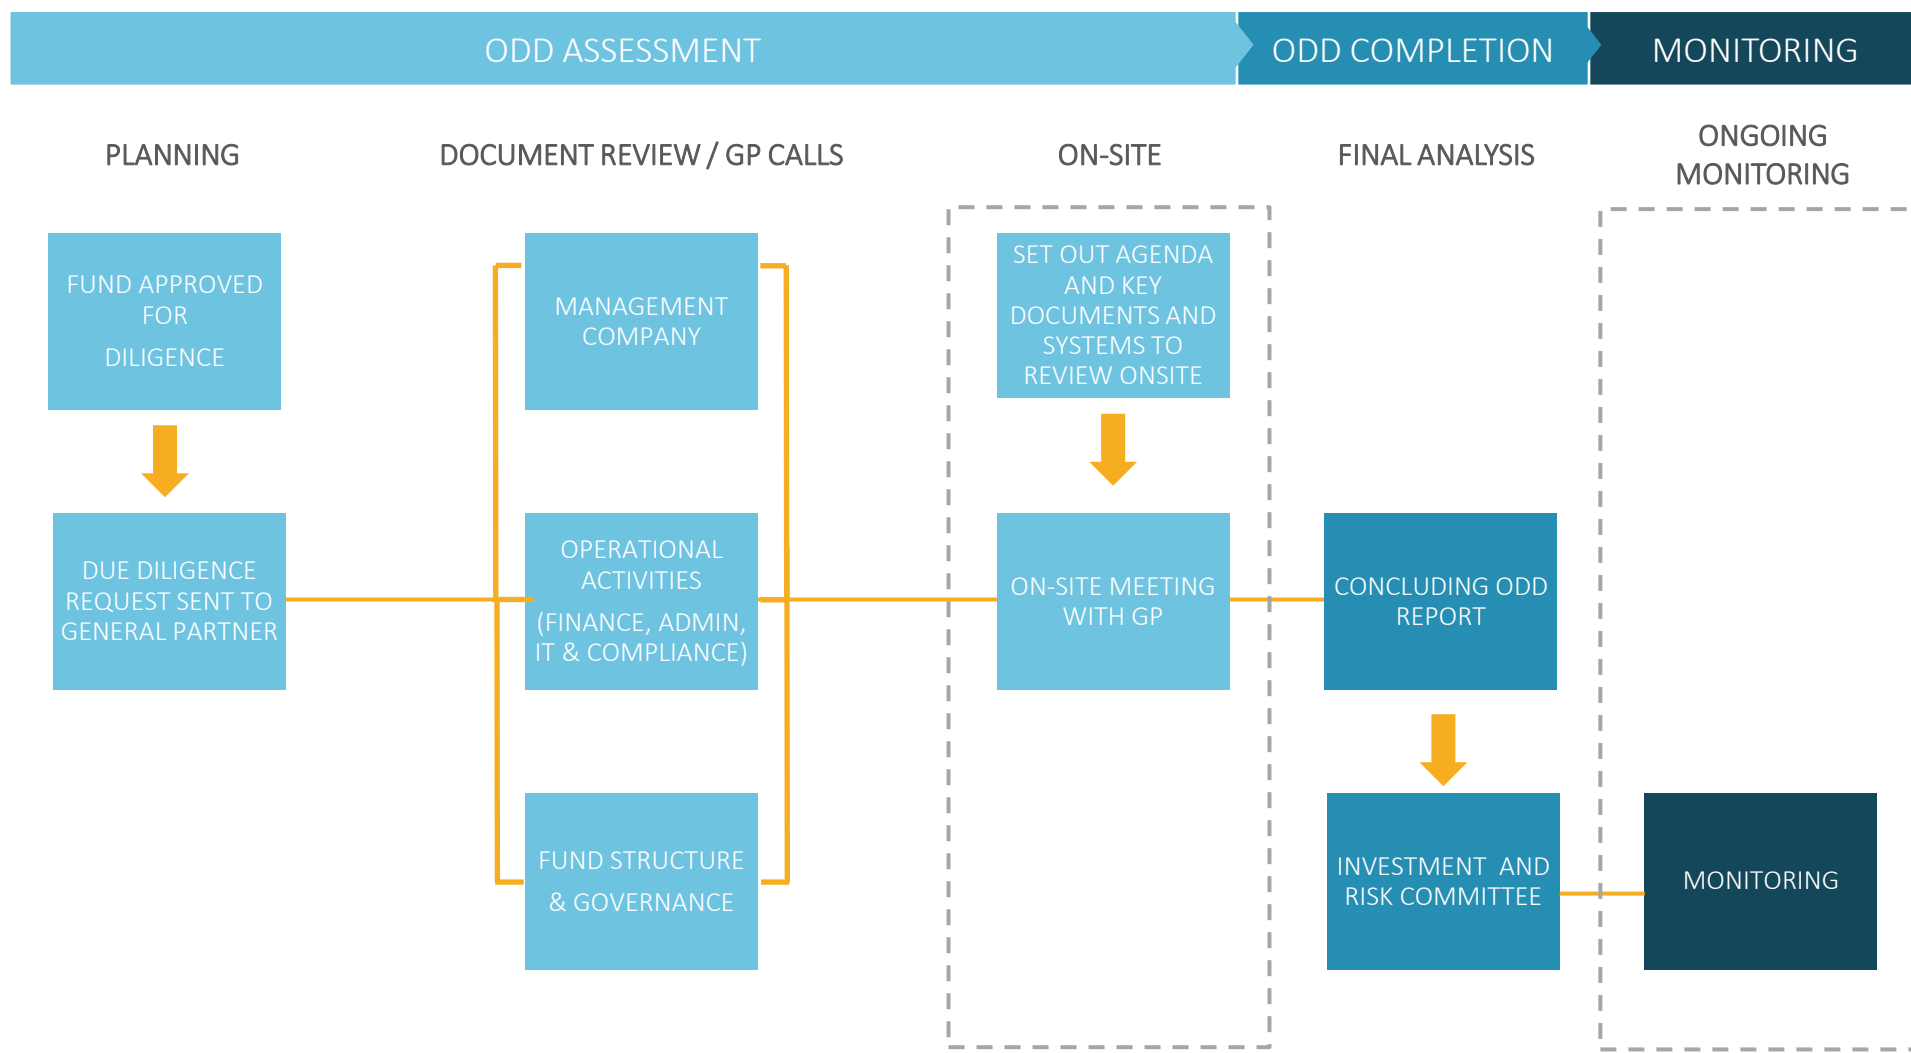 ODD ASSESSMENT
ODD COMPLETION
MONITORING
PLANNING
DOCUMENT REVIEW / GP CALLS
ON-SITE
FINAL ANALYSIS
ONGOING
MONITORING
FUND APPROVED
FOR
DILIGENCE
DUE DILIGENCE
REQUEST SENT TO
GENERAL PARTNER
MANAGEMENT
COMPANY
OPERATIONAL
ACTIVITIES
(FINANCE, ADMIN,
IT & COMPLIANCE)
FUND STRUCTURE
& GOVERNANCE
SET OUT AGENDA
AND KEY
DOCUMENTS AND
SYSTEMS TO
REVIEW ONSITE
ON-SITE MEETING
WITH GP
CONCLUDING ODD
REPORT
INVESTMENT AND
RISK COMMITTEE
MONITORING